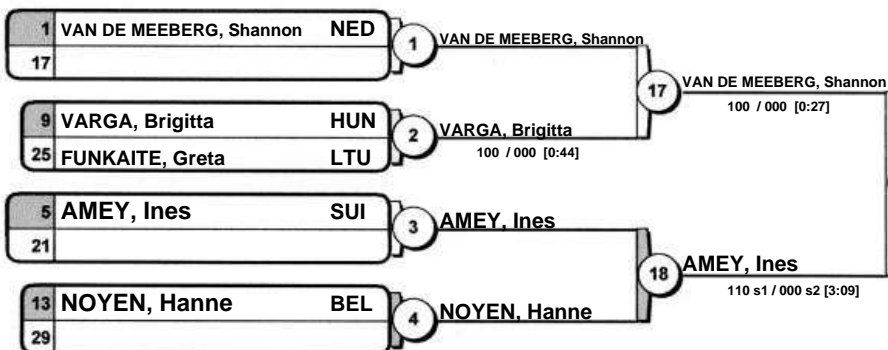 1 VAN DE MEEBERG, Shannon NED
17
1 VAN DE MEEBERG, Shannon
17 VAN DE MEEBERG, Shannon
100 / 000 [0:27]
9 VARGA, Brigitta HUN
25 FUNKAITE, Greta LTU
2 VARGA, Brigitta
100 / 000 [0:44]
5 AMEY, Ines SUI
21
3 AMEY, Ines
18 AMEY, Ines
110 s1 / 000 s2 [3:09]
13 NOYEN, Hanne BEL
29
4 NOYEN, Hanne